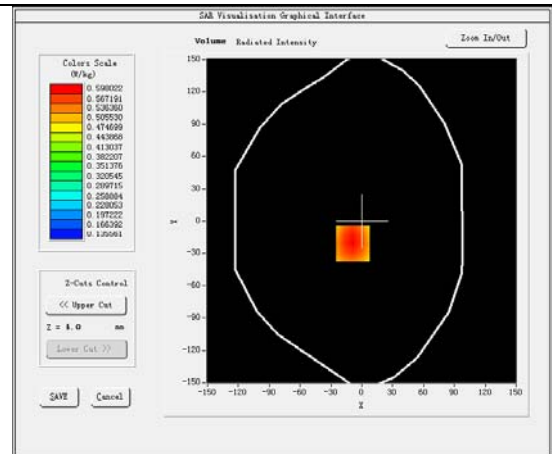 SAR Visualisation Graphical Interface
Volume Radiated Intensity
Zoom In/Out
Colors Scale
(W/kg)
0.598022
0.567191
0.536360
0.505530
0.474699
0.443868
0.413037
0.382207
0.351376
0.320545
0.289715
0.258884
0.228053
0.197222
0.166392
0.135561
Z-Cuts Control
<< Upper Cut
Lower Cut >>
SAVE
Cancel
150
120
90
60
30
0
-30
-60
-90
-120
-150
Y
-150 -120 -90 -60 -30 0 30 60 90 120 150
X